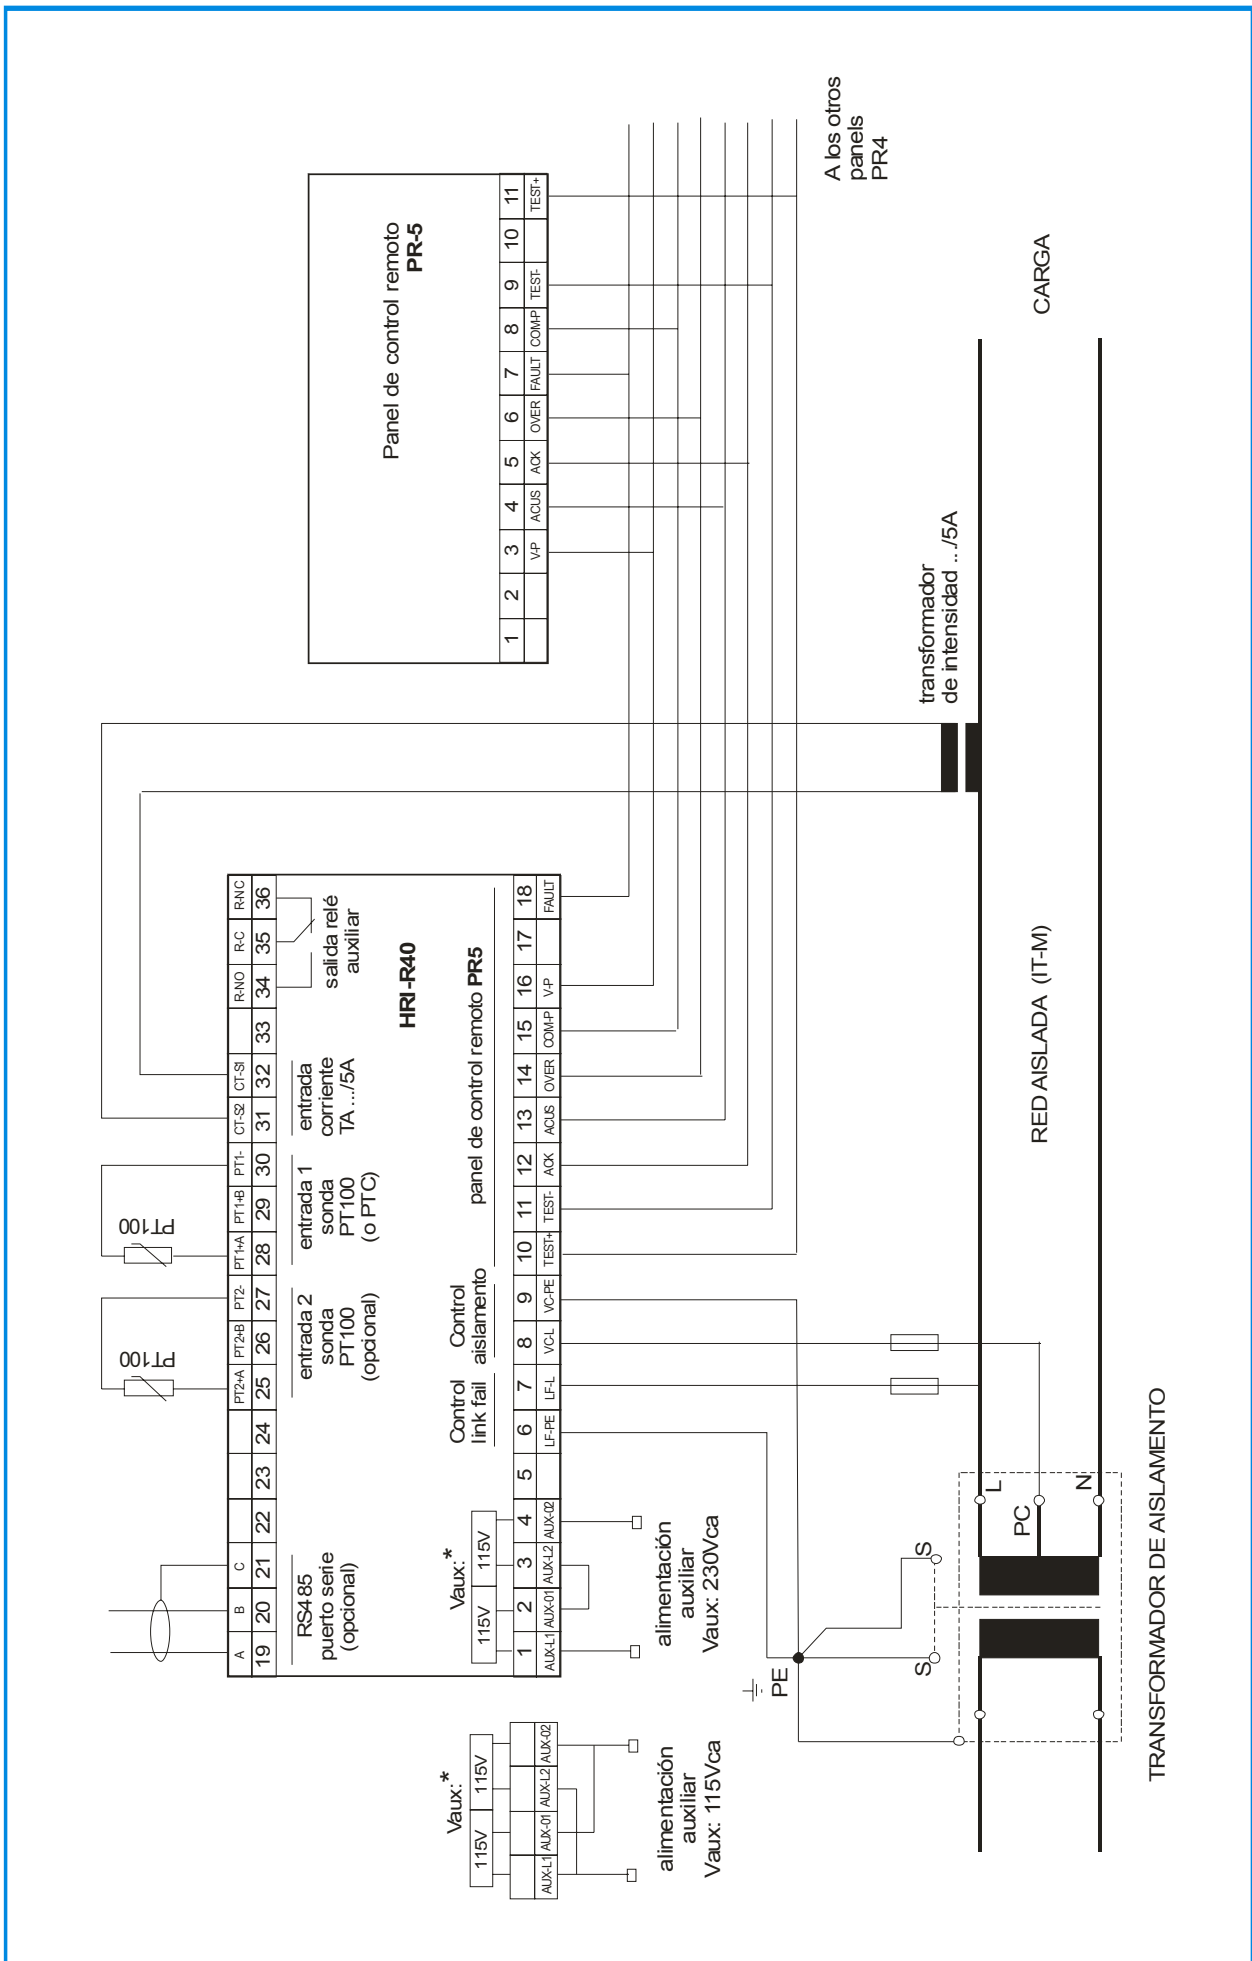 PT100
PT100
A
B
C
PT2+A
PT2+B
PT2-
PT1+A
PT1+B
PT1-
CT-S2
CT-S1
R-NO
R-C
R-NC
19
20
21
22
23
24
25
26
27
28
29
30
31
32
33
34
35
36
RS485
puerto serie
(opcional)
entrada 2
sonda
PT100
(opcional)
entrada 1
sonda
PT100
(o PTC)
entrada
corriente
TA .../5A
salida relé
auxiliar
HRI-R40
Vaux:*
115V
115V
Control
link fail
Control
aislamento
panel de control remoto PR5
1
2
3
4
5
6
7
8
9
10
11
12
13
14
15
16
17
18
AUX-L1
AUX-01
AUX-L2
AUX-02
LF-PE
LF-L
VC-L
VC-PE
TEST+
TEST-
ACK
ACUS
OVER
COM-P
V-P
FAULT
Vaux:*
115V
115V
AUX-L1
AUX-01
AUX-L2
AUX-02
alimentación
auxiliar
Vaux: 115Vca
alimentación
auxiliar
Vaux: 230Vca
Panel de control remoto
PR-5
1
2
3
4
5
6
7
8
9
10
11
V-P
ACUS
ACK
OVER
FAULT
COM-P
TEST-
TEST+
A los otros
panels
PR4
transformador
de intensidad .../5A
PE
S
S
L
PC
N
RED AISLADA (IT-M)
CARGA
TRANSFORMADOR DE AISLAMENTO